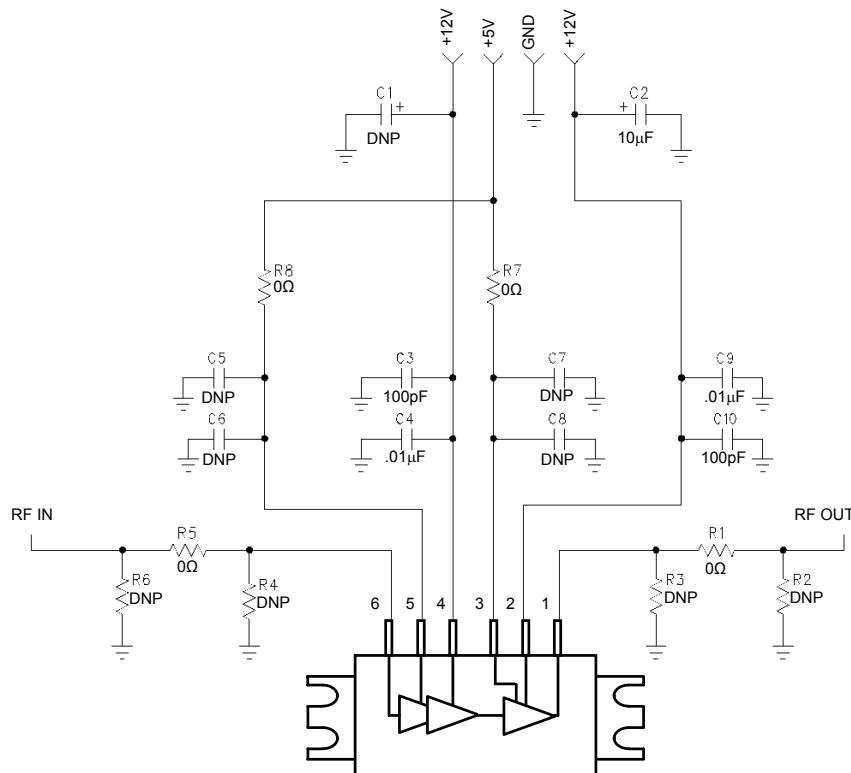 +12V
+5V
GND
+12V
C1
+
DNP
C2
+
10μF
R8
0Ω
R7
0Ω
C5
DNP
C3
100pF
C7
DNP
C9
.01μF
C6
DNP
C4
.01μF
C8
DNP
C10
100pF
RF IN
RF OUT
R5
0Ω
R1
0Ω
R6
DNP
R4
DNP
R3
DNP
R2
DNP
6 5 4 3 2 1